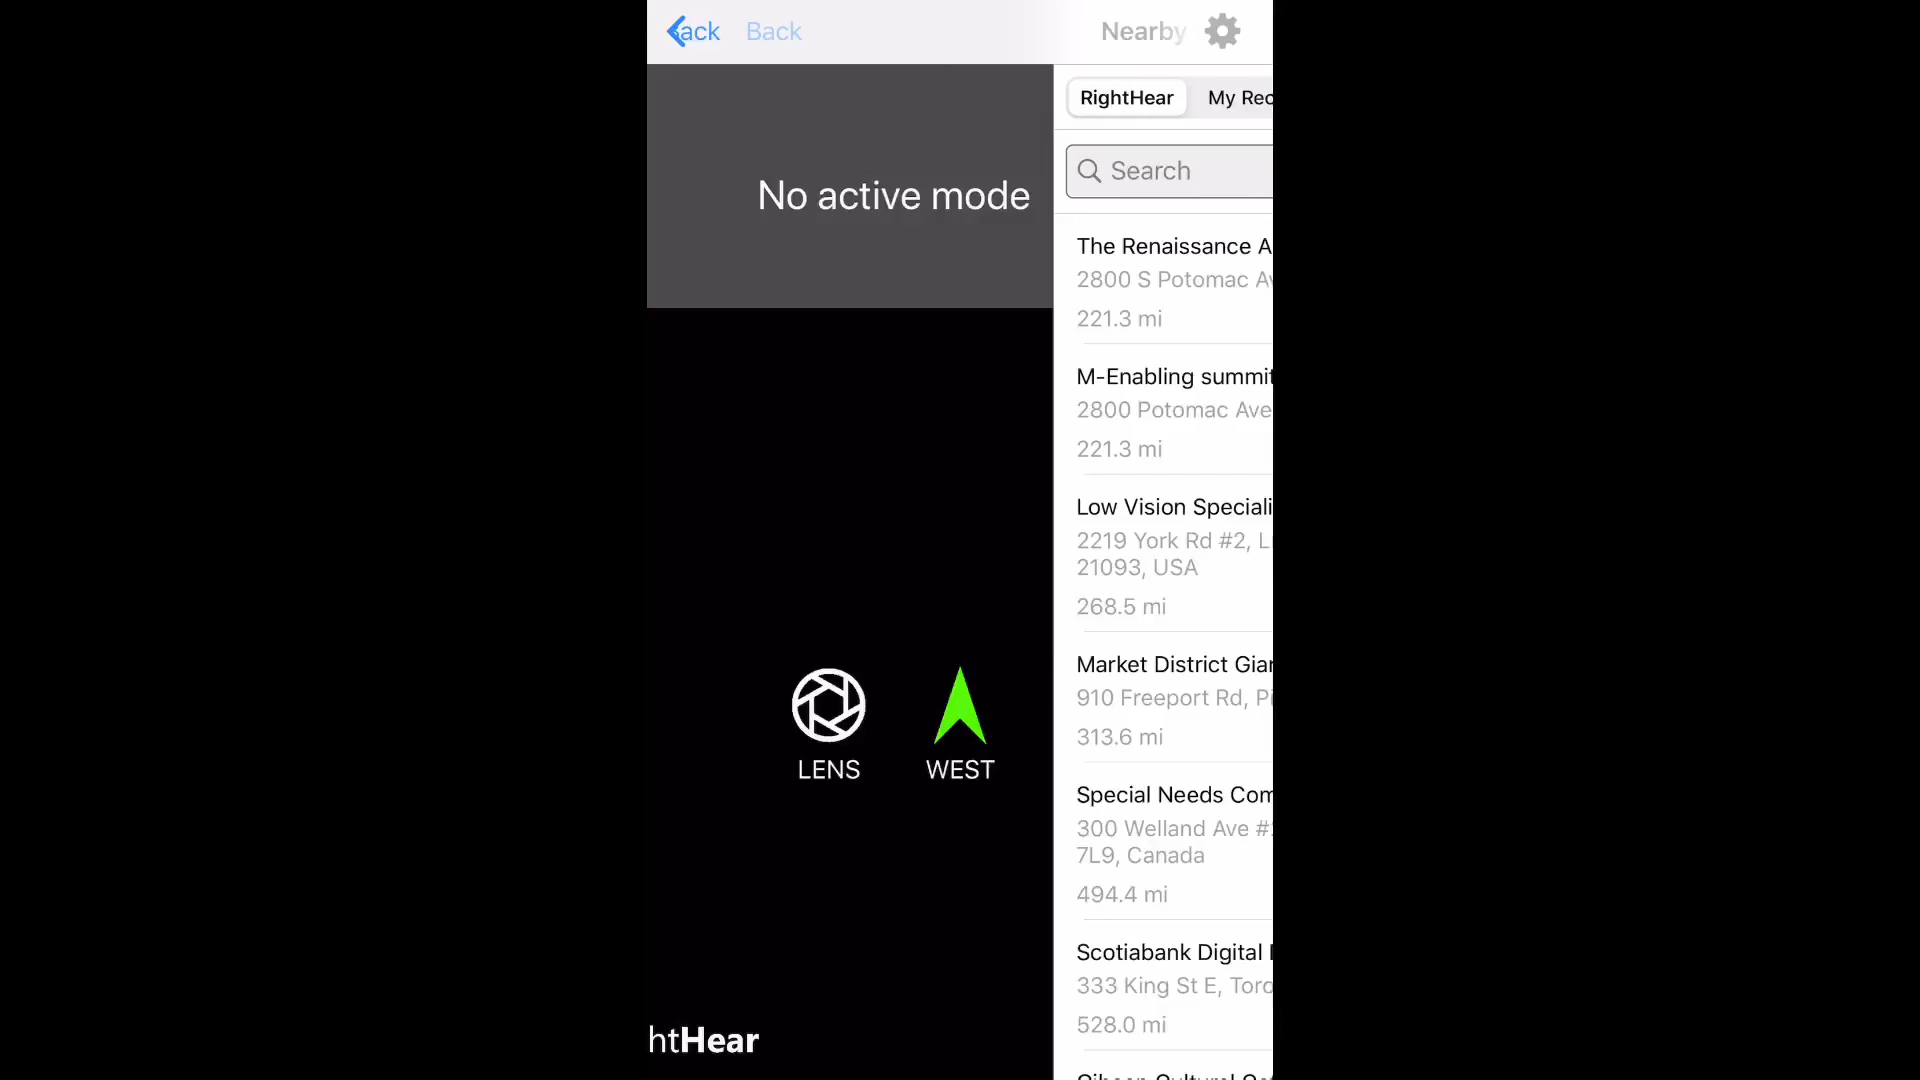 Back
Nearby
No active mode
LENS
WEST
htHear
RightHear
My Rec
Search
The Renaissance A
2800 S Potomac Av
221.3 mi
M-Enabling summit
2800 Potomac Ave
221.3 mi
Low Vision Speciali
2219 York Rd #2, L
21093, USA
268.5 mi
Market District Gian
910 Freeport Rd, Pi
313.6 mi
Special Needs Com
300 Welland Ave #
7L9, Canada
494.4 mi
Scotiabank Digital
333 King St E, Toro
528.0 mi